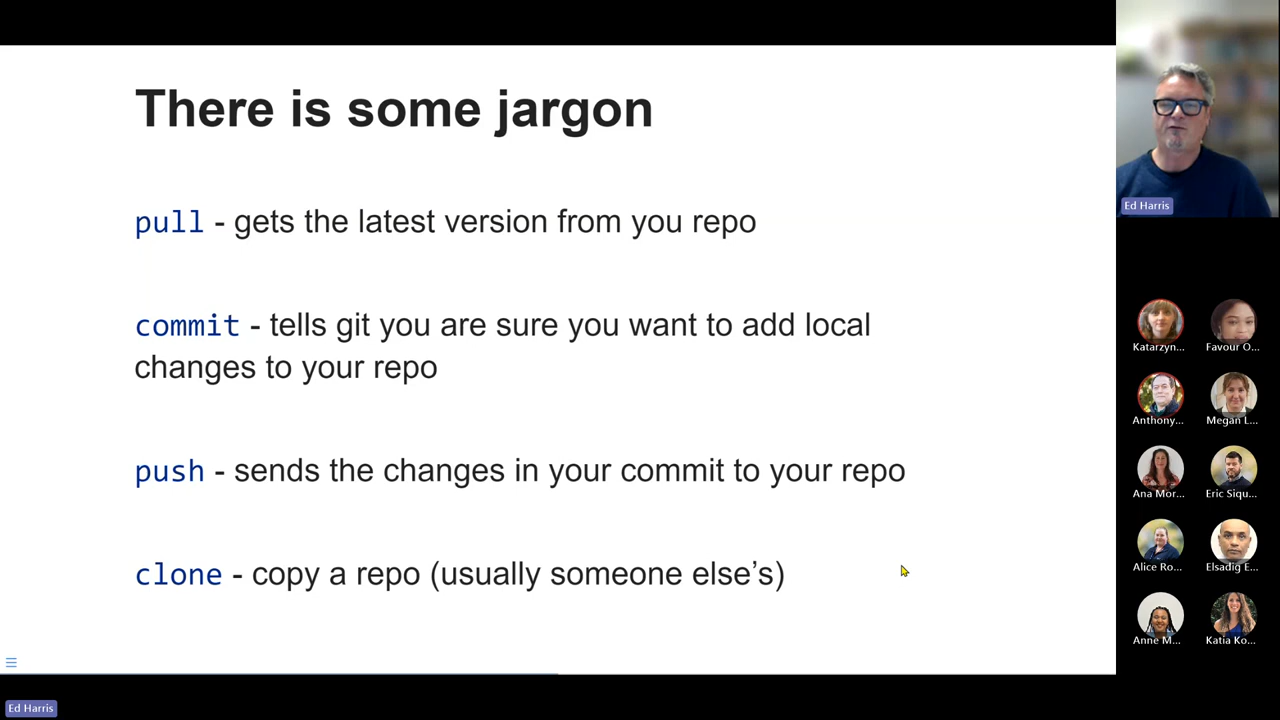 There is some jargon
pull - gets the latest version from you repo
commit - tells git you are sure you want to add local
changes to your repo
push - sends the changes in your commit to your repo
clone - copy a repo (usually someone else’s)
Ed Harris
Katarzyn...
Favour O...
Anthony...
Megan L...
Ana Mor...
Eric Siqu...
Alice Ro...
Elsadig E...
Anne M...
Katia Ko...
Ed Harris